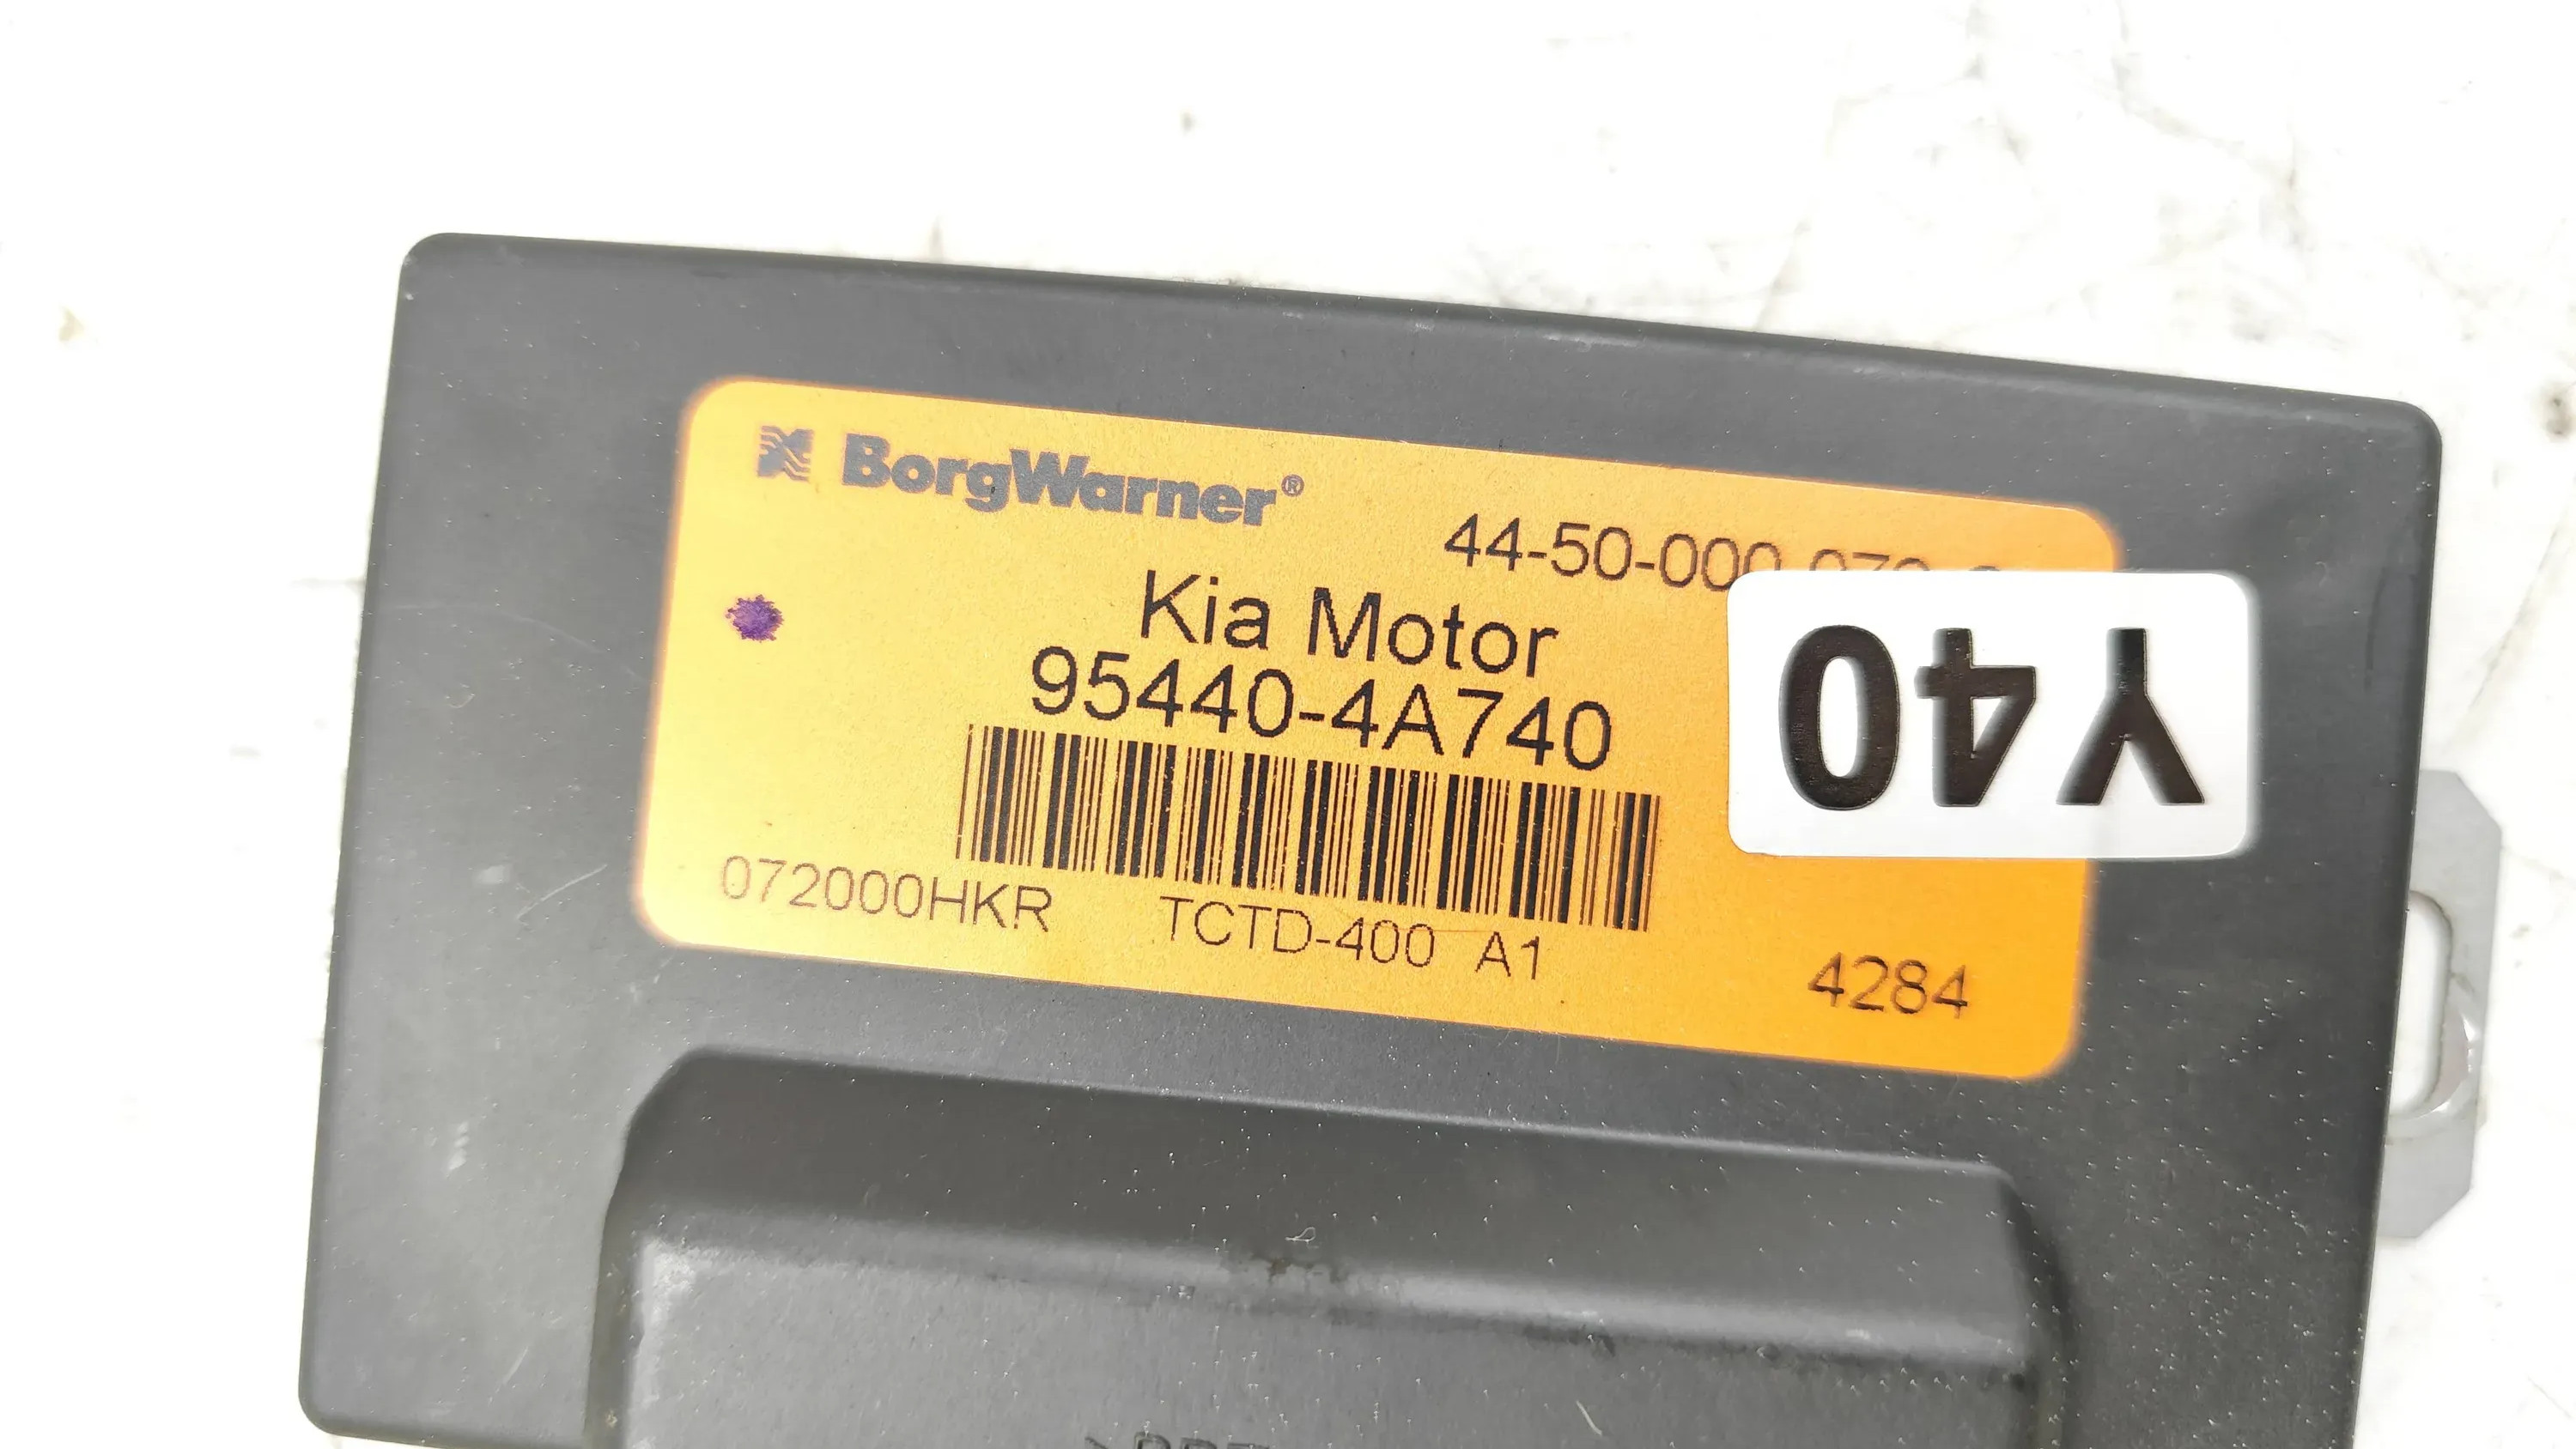 BorgWarner®
44-50-000
Kia Motor
95440-4A740
Y40
072000HKR TCTD-400 A1
4284